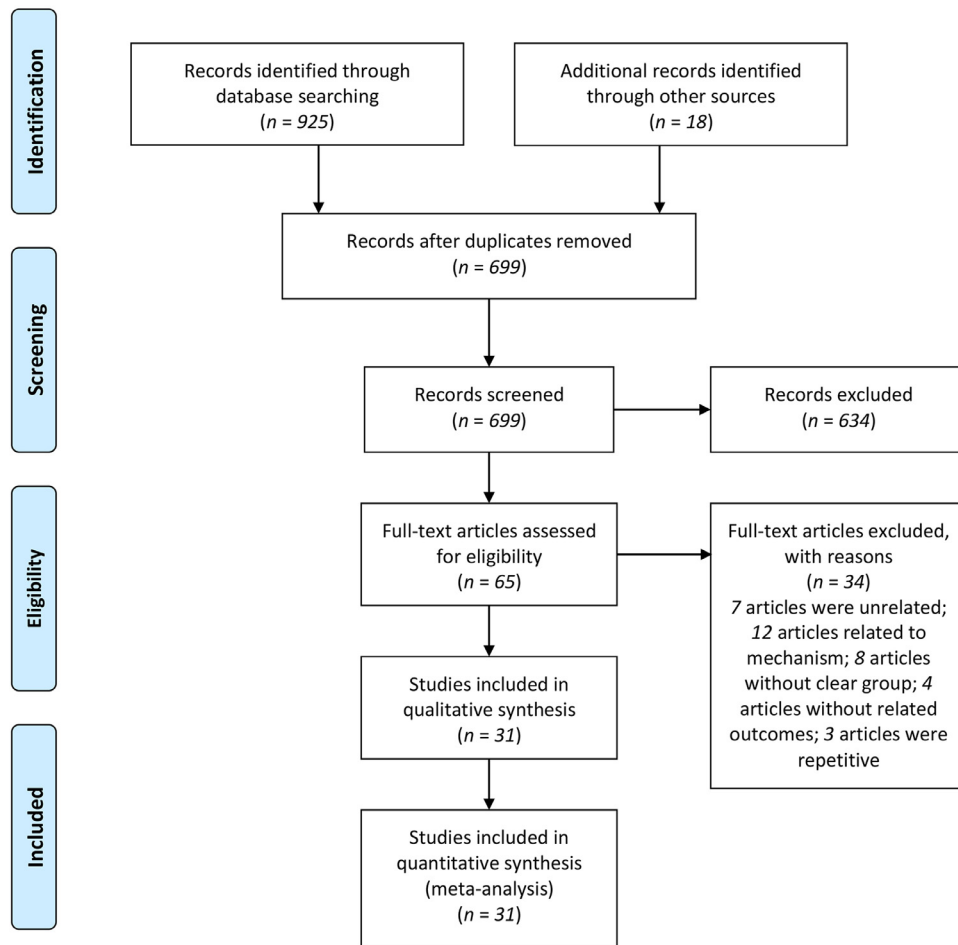 Identification
Records identified through
database searching
(n = 925)
Additional records identified
through other sources
(n = 18)
Records after duplicates removed
(n = 699)
Screening
Records screened
(n = 699)
Records excluded
(n = 634)
Eligibility
Full-text articles assessed
for eligibility
(n = 65)
Full-text articles excluded,
with reasons
(n = 34)
7 articles were unrelated;
12 articles related to
mechanism; 8 articles
without clear group; 4
articles without related
outcomes; 3 articles were
repetitive
Studies included in
qualitative synthesis
(n = 31)
Included
Studies included in
quantitative synthesis
(meta-analysis)
(n = 31)